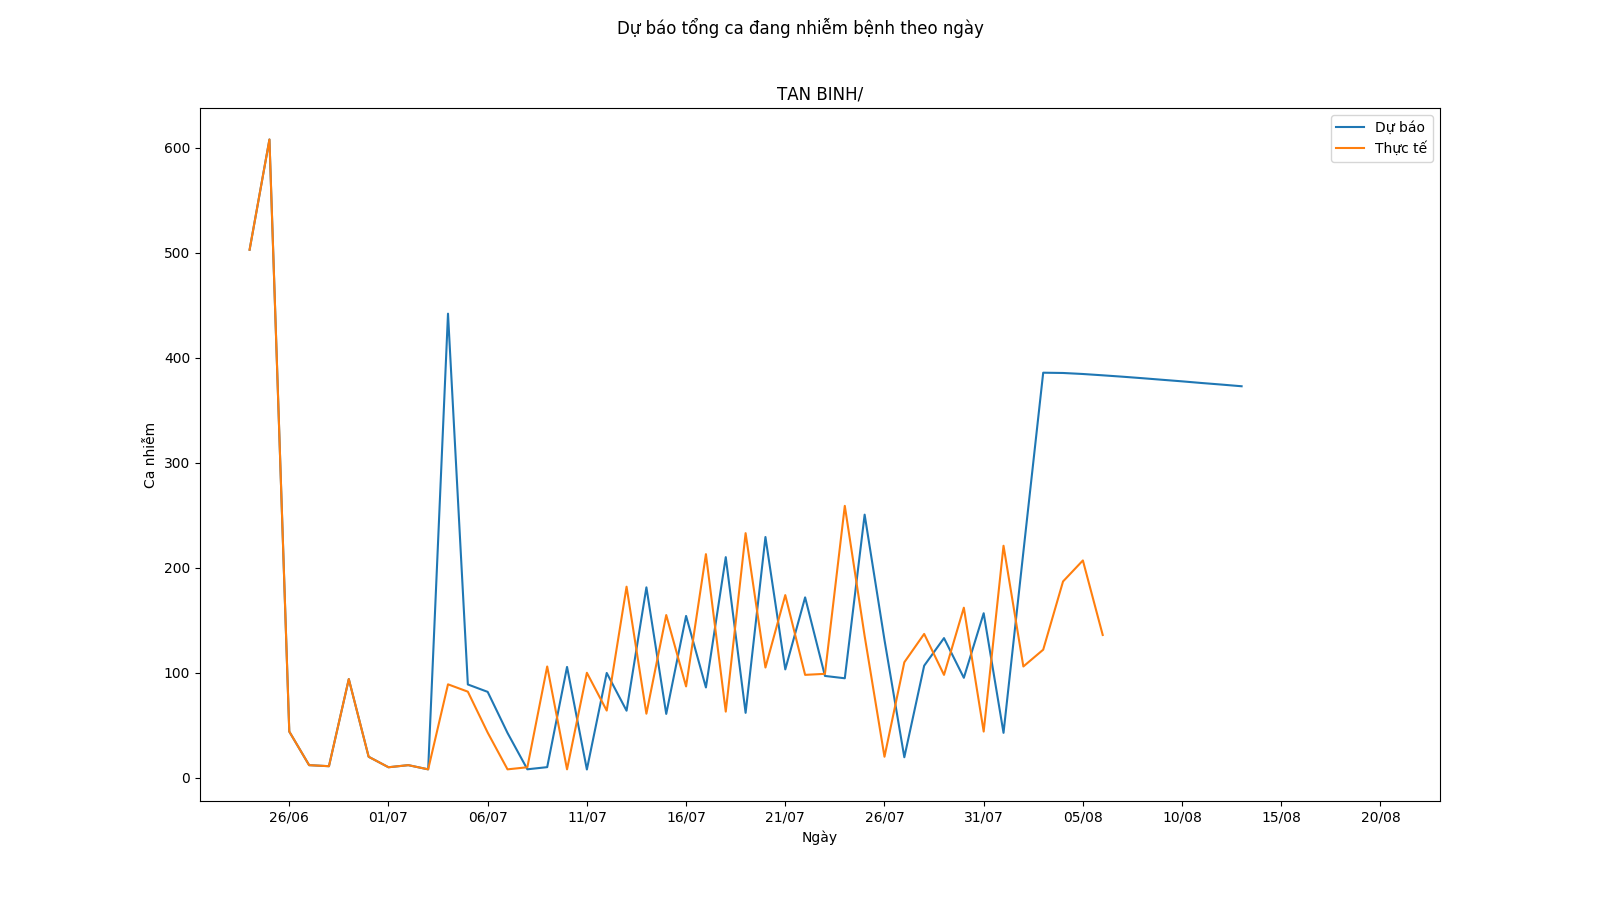 Dự báo tổng ca đang nhiễm bệnh theo ngày
TAN BINH/
Dự báo
Thực tế
600
500
400
300
200
100
0
Ca nhiễm
26/06 01/07 06/07 11/07 16/07 21/07 26/07 31/07 05/08 10/08 15/08 20/08
Ngày